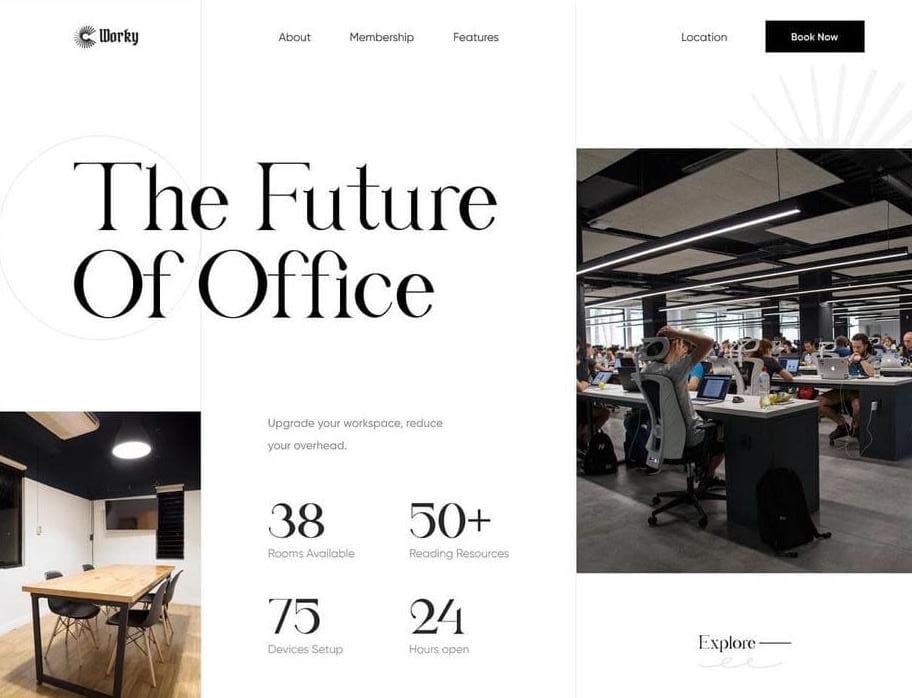 Worky
About
Membership
Features
Location
Book Now
The Future
Of Office
Upgrade your workspace, reduce
your overhead.
38
Rooms Available
50+
Reading Resources
75
Devices Setup
24
Hours open
Explore